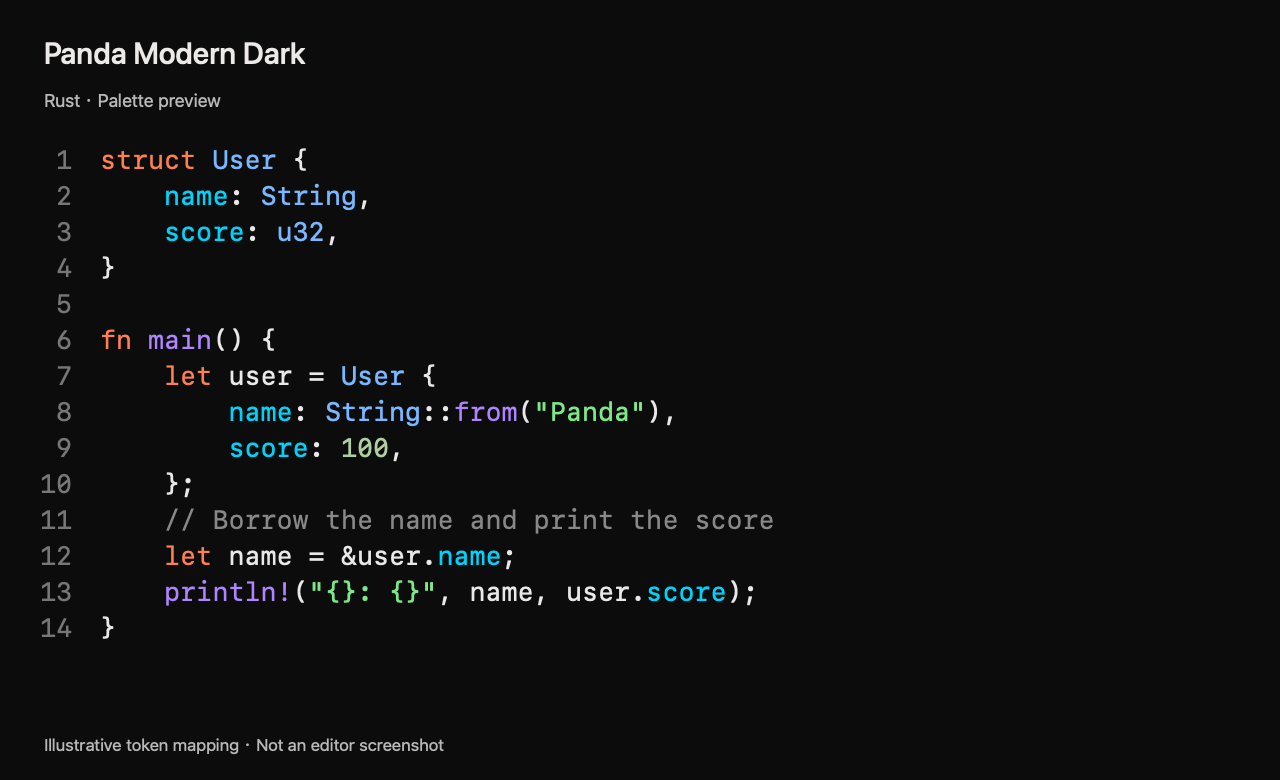 Panda Modern Dark
Rust · Palette preview
1 struct User {
2     name: String,
3     score: u32,
4 }
5
6 fn main() {
7     let user = User {
8         name: String::from("Panda"),
9         score: 100,
10     };
11     // Borrow the name and print the score
12     let name = &user.name;
13     println!("{}: {}", name, user.score);
14 }
Illustrative token mapping · Not an editor screenshot